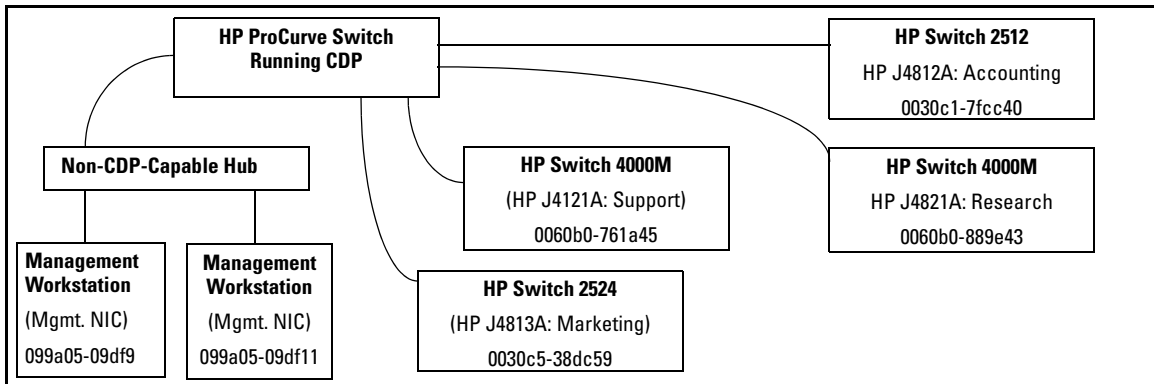 HP ProCurve Switch
Running CDP
HP Switch 2512
HP J4812A: Accounting
0030c1-7fcc40
Non-CDP-Capable Hub
HP Switch 4000M
(HP J4121A: Support)
0060b0-761a45
HP Switch 4000M
HP J4821A: Research
0060b0-889e43
Management
Workstation
(Mgmt. NIC)
099a05-09df9
Management
Workstation
(Mgmt. NIC)
099a05-09df11
HP Switch 2524
(HP J4813A: Marketing)
0030c5-38dc59